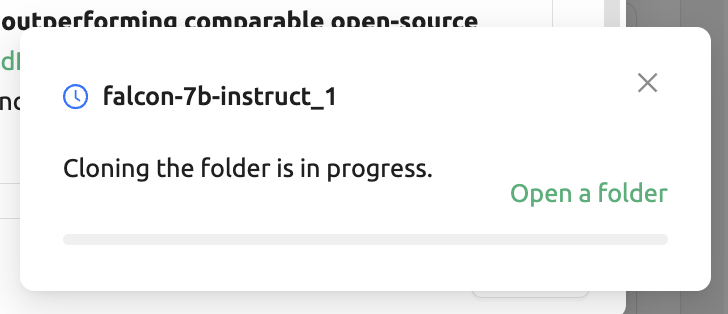 outperforming comparable open-source
falcon-7b-instruct_1
Cloning the folder is in progress.
Open a folder